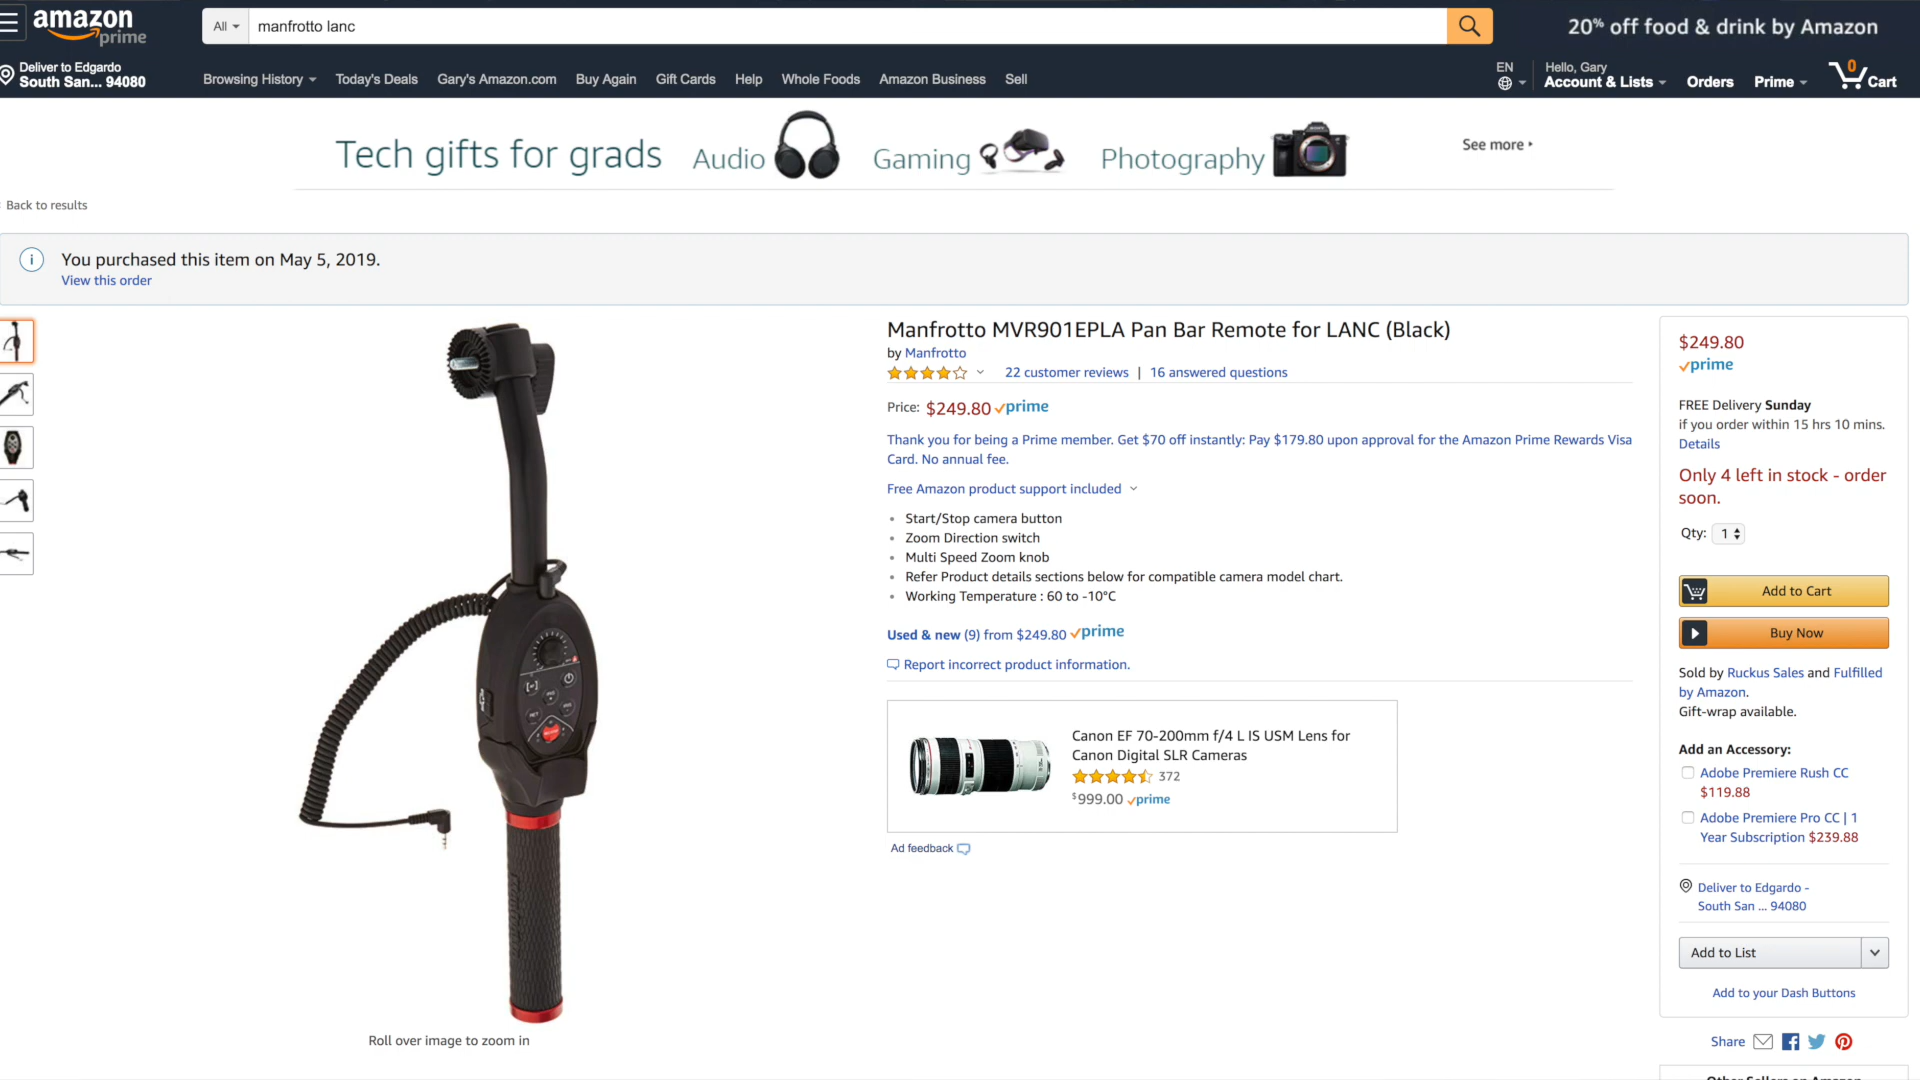 amazon
prime
All
manfrotto lanc
20% off food & drink by Amazon
Deliver to Edgardo
South San... 94080
Browsing History
Today's Deals
Gary's Amazon.com
Buy Again
Gift Cards
Help
Whole Foods
Amazon Business
Sell
EN
Hello, Gary
Account & Lists
Orders
Prime
0
Cart
Tech gifts for grads
Audio
Gaming
Photography
See more
Back to results
You purchased this item on May 5, 2019.
View this order
Roll over image to zoom in
Manfrotto MVR901EPLA Pan Bar Remote for LANC (Black)
by Manfrotto
22 customer reviews | 16 answered questions
Price: $249.80 prime
Thank you for being a Prime member. Get $70 off instantly: Pay $179.80 upon approval for the Amazon Prime Rewards Visa
Card. No annual fee.
Free Amazon product support included
• Start/Stop camera button
• Zoom Direction switch
• Multi Speed Zoom knob
• Refer Product details sections below for compatible camera model chart.
• Working Temperature : 60 to -10°C
Used & new (9) from $249.80 prime
Report incorrect product information.
Canon EF 70-200mm f/4 L IS USM Lens for
Canon Digital SLR Cameras
372
$999.00 prime
Ad feedback
$249.80
prime
FREE Delivery Sunday
if you order within 15 hrs 10 mins.
Details
Only 4 left in stock - order
soon.
Qty: 1
Add to Cart
Buy Now
Sold by Ruckus Sales and Fulfilled
by Amazon.
Gift-wrap available.
Add an Accessory:
Adobe Premiere Rush CC
$119.88
Adobe Premiere Pro CC | 1
Year Subscription $239.88
Deliver to Edgardo -
South San ... 94080
Add to List
Add to your Dash Buttons
Share
Other Sellers on Amazon